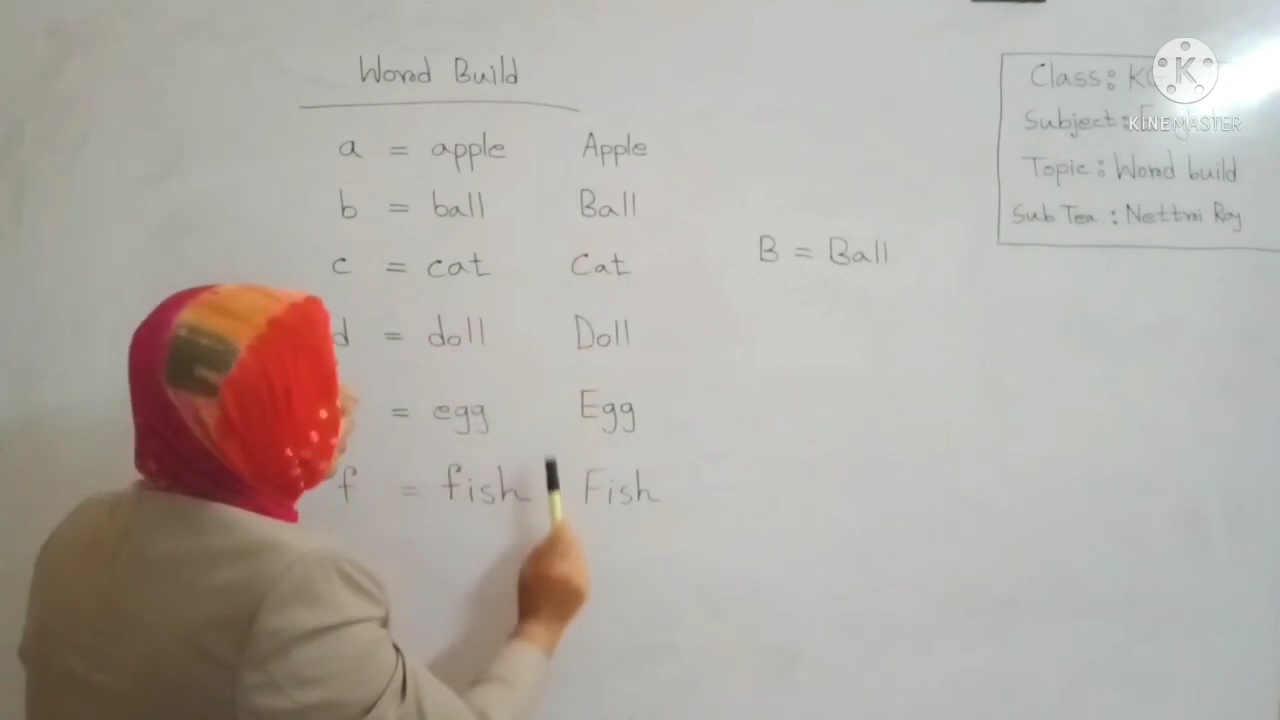 Word Build
a = apple Apple
b = ball Ball
c = cat Cat
d = doll Doll
= egg Egg
f = fish Fish
B = Ball
Class:
Subject:
Topic: Word build
Sub Tea. : Nettmi Roy
K
KINEMASTER